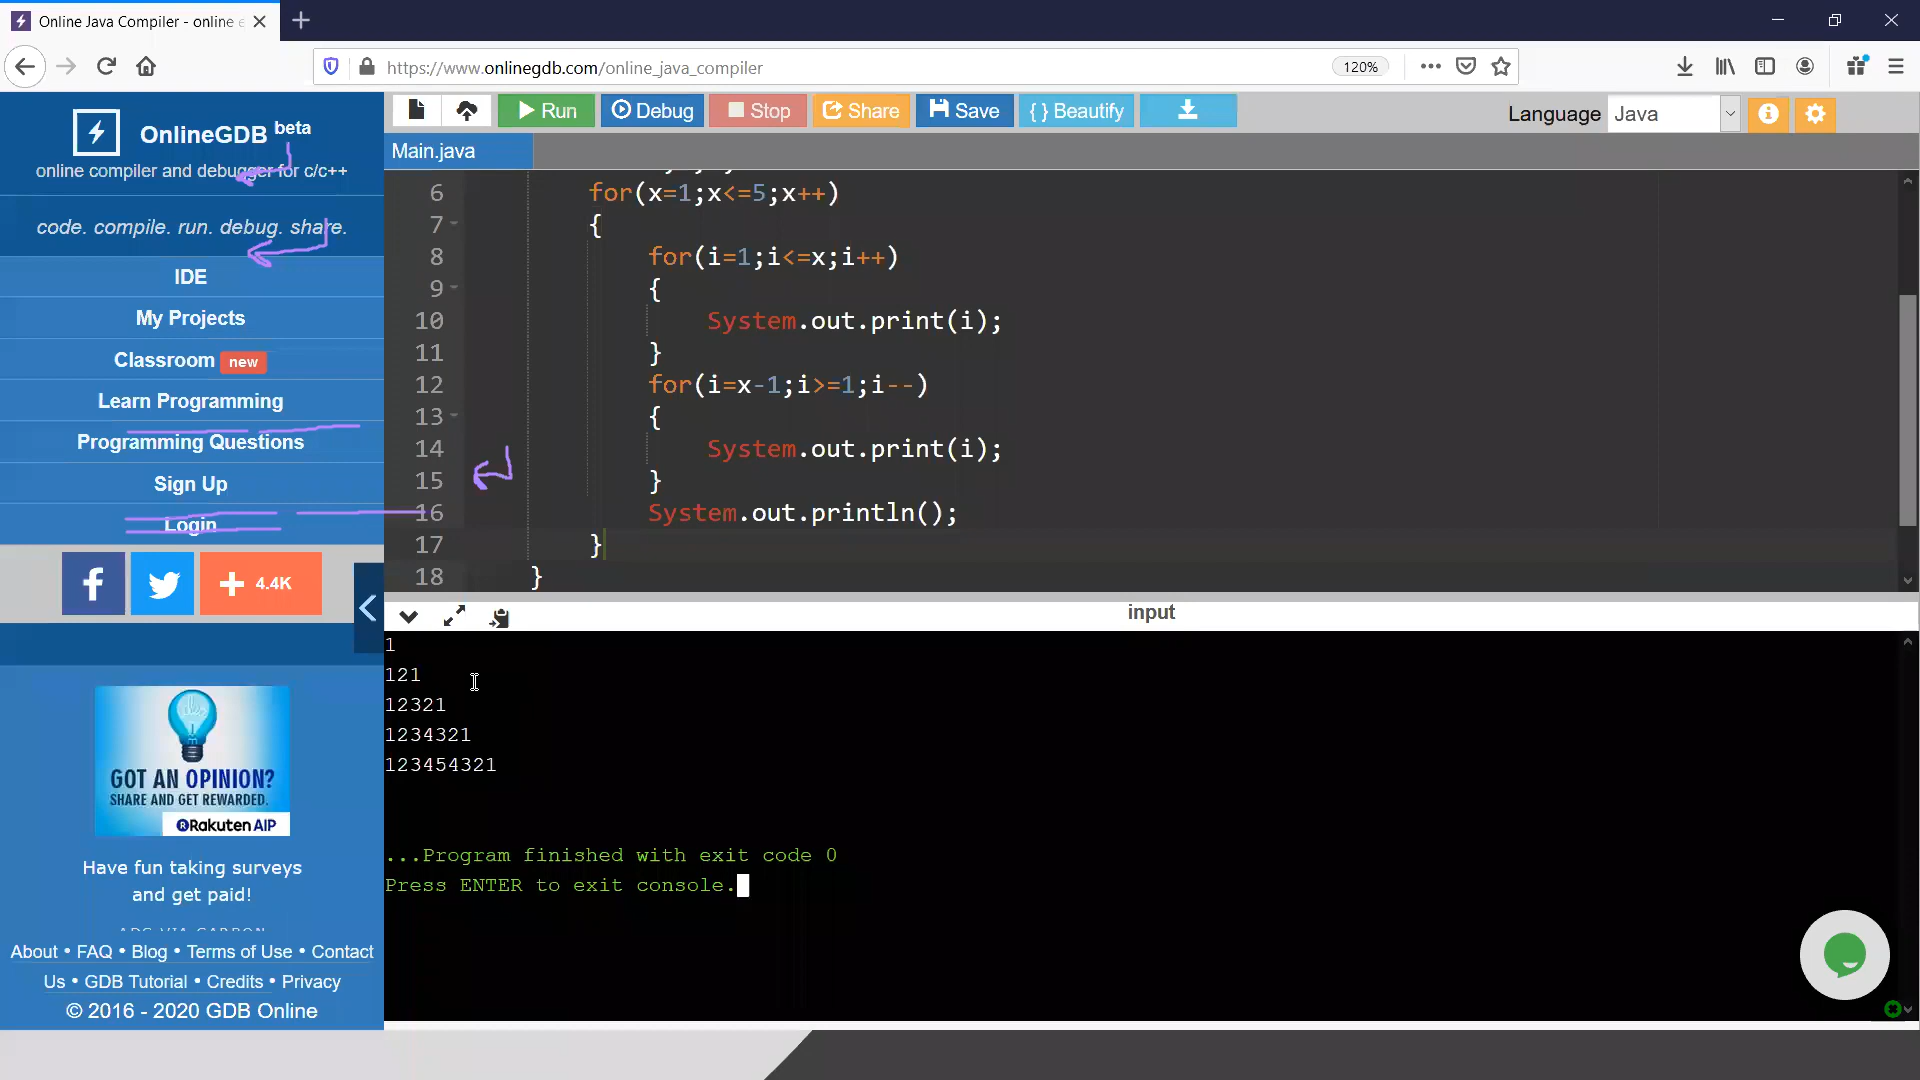 Online Java Compiler - online e
https://www.onlinegdb.com/online_java_compiler
120%
OnlineGDB beta
online compiler and debugger for c/c++
code. compile. run. debug. share.
IDE
My Projects
Classroom new
Learn Programming
Programming Questions
Sign Up
Login
4.4K
GOT AN OPINION?
SHARE AND GET REWARDED.
Rakuten AIP
Have fun taking surveys
and get paid!
About • FAQ • Blog • Terms of Use • Contact
Us • GDB Tutorial • Credits • Privacy
© 2016 - 2020 GDB Online
Run Debug Stop Share Save { } Beautify
Language Java
Main.java
6 for(x=1;x<=5;x++)
7 {
8 for(i=1;i<=x;i++)
9 {
10 System.out.print(i);
11 }
12 for(i=x-1;i>=1;i--)
13 {
14 System.out.print(i);
15 }
16 System.out.println();
17 }
18 }
input
1
121
12321
1234321
123454321
...Program finished with exit code 0
Press ENTER to exit console.